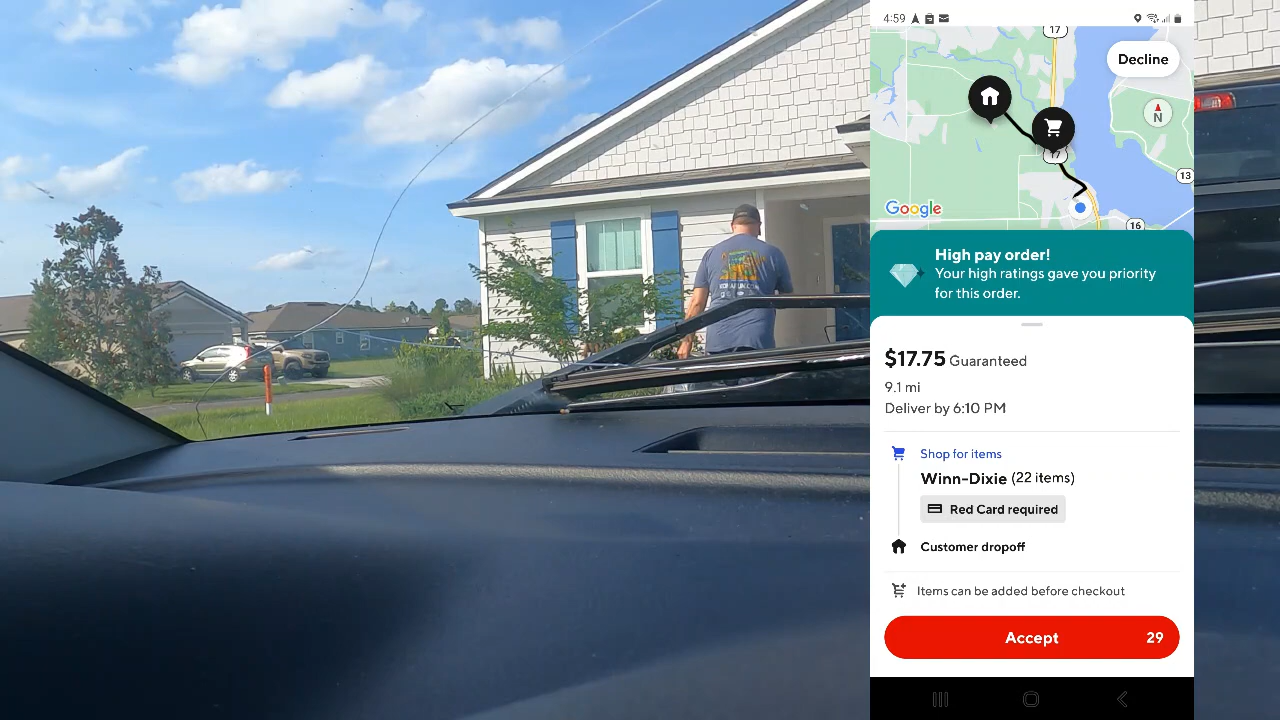 4:59
17
Decline
N
17
13
16
Google
High pay order!
Your high ratings gave you priority
for this order.
$17.75 Guaranteed
9.1 mi
Deliver by 6:10 PM
Shop for items
Winn-Dixie (22 items)
Red Card required
Customer dropoff
Items can be added before checkout
Accept 29